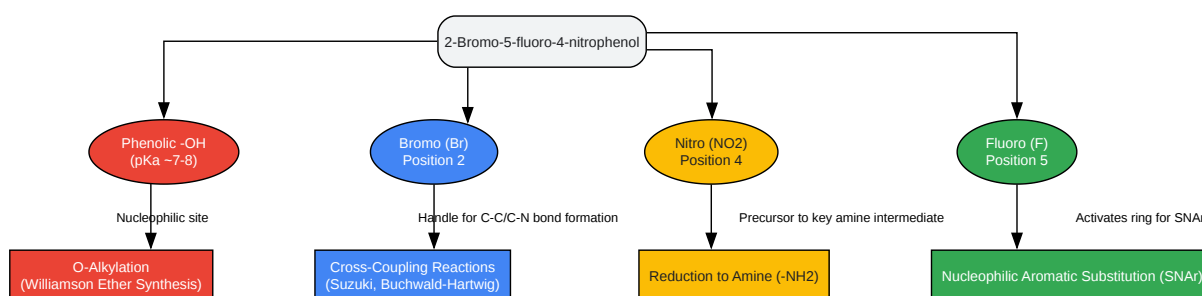 2-Bromo-5-fluoro-4-nitrophenol
Phenolic -OH
(pKa ~7-8)
Bromo (Br)
Position 2
Nitro (NO2)
Position 4
Fluoro (F)
Position 5
Nucleophilic site
Handle for C-C/C-N bond formation
Precursor to key amine intermediate
Activates ring for SNAr
O-Alkylation
(Williamson Ether Synthesis)
Cross-Coupling Reactions
(Suzuki, Buchwald-Hartwig)
Reduction to Amine (-NH2)
Nucleophilic Aromatic Substitution (SNAr)